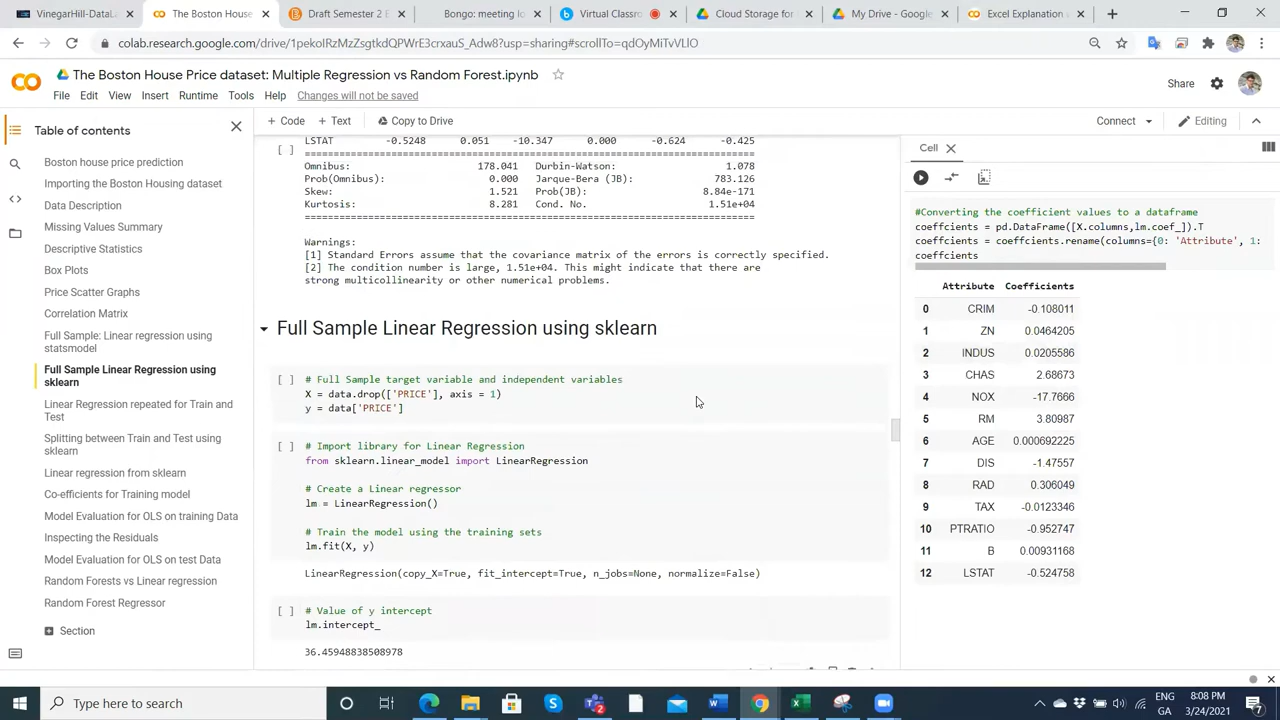 VinegarHill-DataLa
The Boston House
Draft Semester 2 E
Bongo: meeting lo
Virtual Classro
Cloud Storage for
My Drive - Google
Excel Explanation
colab.research.google.com/drive/1pekoIRzMzZsgtkdQPWrE3crxauS_Adw8?usp=sharing#scrollTo=qdOyMiTvVLlO
The Boston House Price dataset: Multiple Regression vs Random Forest.ipynb
Share
File Edit View Insert Runtime Tools Help Changes will not be saved
Table of contents
+ Code + Text Copy to Drive
Connect
Editing
Boston house price prediction
Importing the Boston Housing dataset
Data Description
Missing Values Summary
Descriptive Statistics
Box Plots
Price Scatter Graphs
Correlation Matrix
Full Sample: Linear regression using
statsmodel
Full Sample Linear Regression using
sklearn
Linear Regression repeated for Train and
Test
Splitting between Train and Test using
sklearn
Linear regression from sklearn
Co-efficients for Training model
Model Evaluation for OLS on training Data
Inspecting the Residuals
Model Evaluation for OLS on test Data
Random Forests vs Linear regression
Random Forest Regressor
Section
LSTAT -0.5248 0.051 -10.347 0.000 -0.624 -0.425
[ ]
==============================================================================
Omnibus: 178.041 Durbin-Watson: 1.078
Prob(Omnibus): 0.000 Jarque-Bera (JB): 783.126
Skew: 1.521 Prob(JB): 8.84e-171
Kurtosis: 8.281 Cond. No. 1.51e+04
==============================================================================
Warnings:
[1] Standard Errors assume that the covariance matrix of the errors is correctly specified.
[2] The condition number is large, 1.51e+04. This might indicate that there are
strong multicollinearity or other numerical problems.
Full Sample Linear Regression using sklearn
[ ] # Full Sample target variable and independent variables
X = data.drop(['PRICE'], axis = 1)
y = data['PRICE']
[ ] # Import library for Linear Regression
from sklearn.linear_model import LinearRegression
# Create a Linear regressor
lm = LinearRegression()
# Train the model using the training sets
lm.fit(X, y)
LinearRegression(copy_X=True, fit_intercept=True, n_jobs=None, normalize=False)
[ ] # Value of y intercept
lm.intercept_
36.45948838508978
Cell
#Converting the coefficient values to a dataframe
coeffcients = pd.DataFrame([X.columns,lm.coef_]).T
coeffcients = coeffcients.rename(columns={0: 'Attribute', 1:
coeffcients
Attribute Coefficients
0 CRIM -0.108011
1 ZN 0.0464205
2 INDUS 0.0205586
3 CHAS 2.68673
4 NOX -17.7666
5 RM 3.80987
6 AGE 0.000692225
7 DIS -1.47557
8 RAD 0.306049
9 TAX -0.0123346
10 PTRATIO -0.952747
11 B 0.00931168
12 LSTAT -0.524758
Type here to search
ENG
GA
8:08 PM
3/24/2021